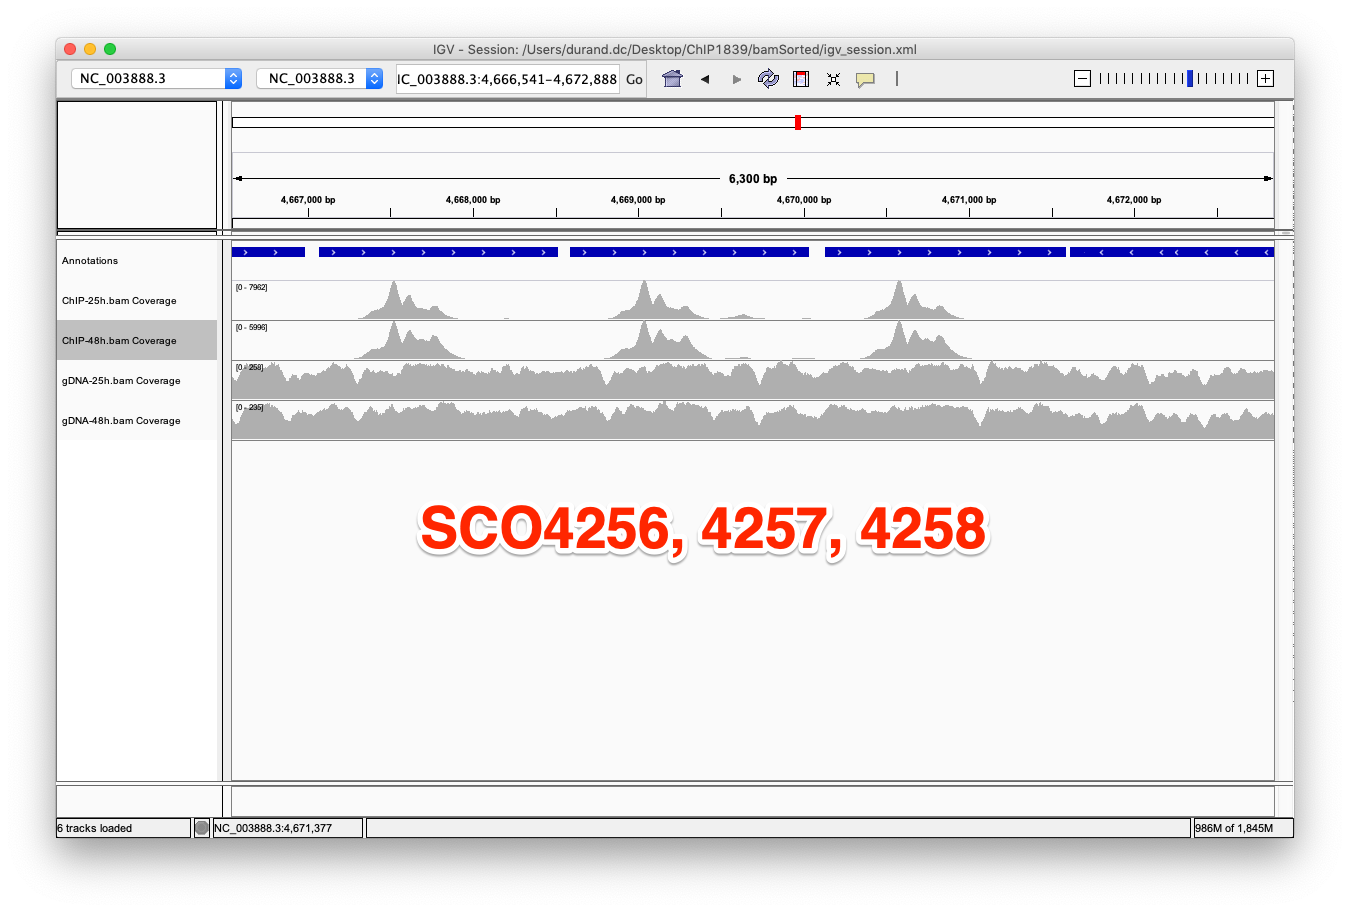 IGV - Session: /Users/durand.dc/Desktop/ChIP1839/bamSorted/igv_session.xml
NC_003888.3 NC_003888.3 IC_003888.3:4,666,541-4,672,888 Go
6,300 bp
4,667,000 bp 4,668,000 bp 4,669,000 bp 4,670,000 bp 4,671,000 bp 4,672,000 bp
Annotations
[0 - 7962]
ChIP-25h.bam Coverage
[0 - 5996]
ChIP-48h.bam Coverage
[0 - 258]
gDNA-25h.bam Coverage
[0 - 235]
gDNA-48h.bam Coverage
SCO4256, 4257, 4258
6 tracks loaded NC_003888.3:4,671,377 986M of 1,845M